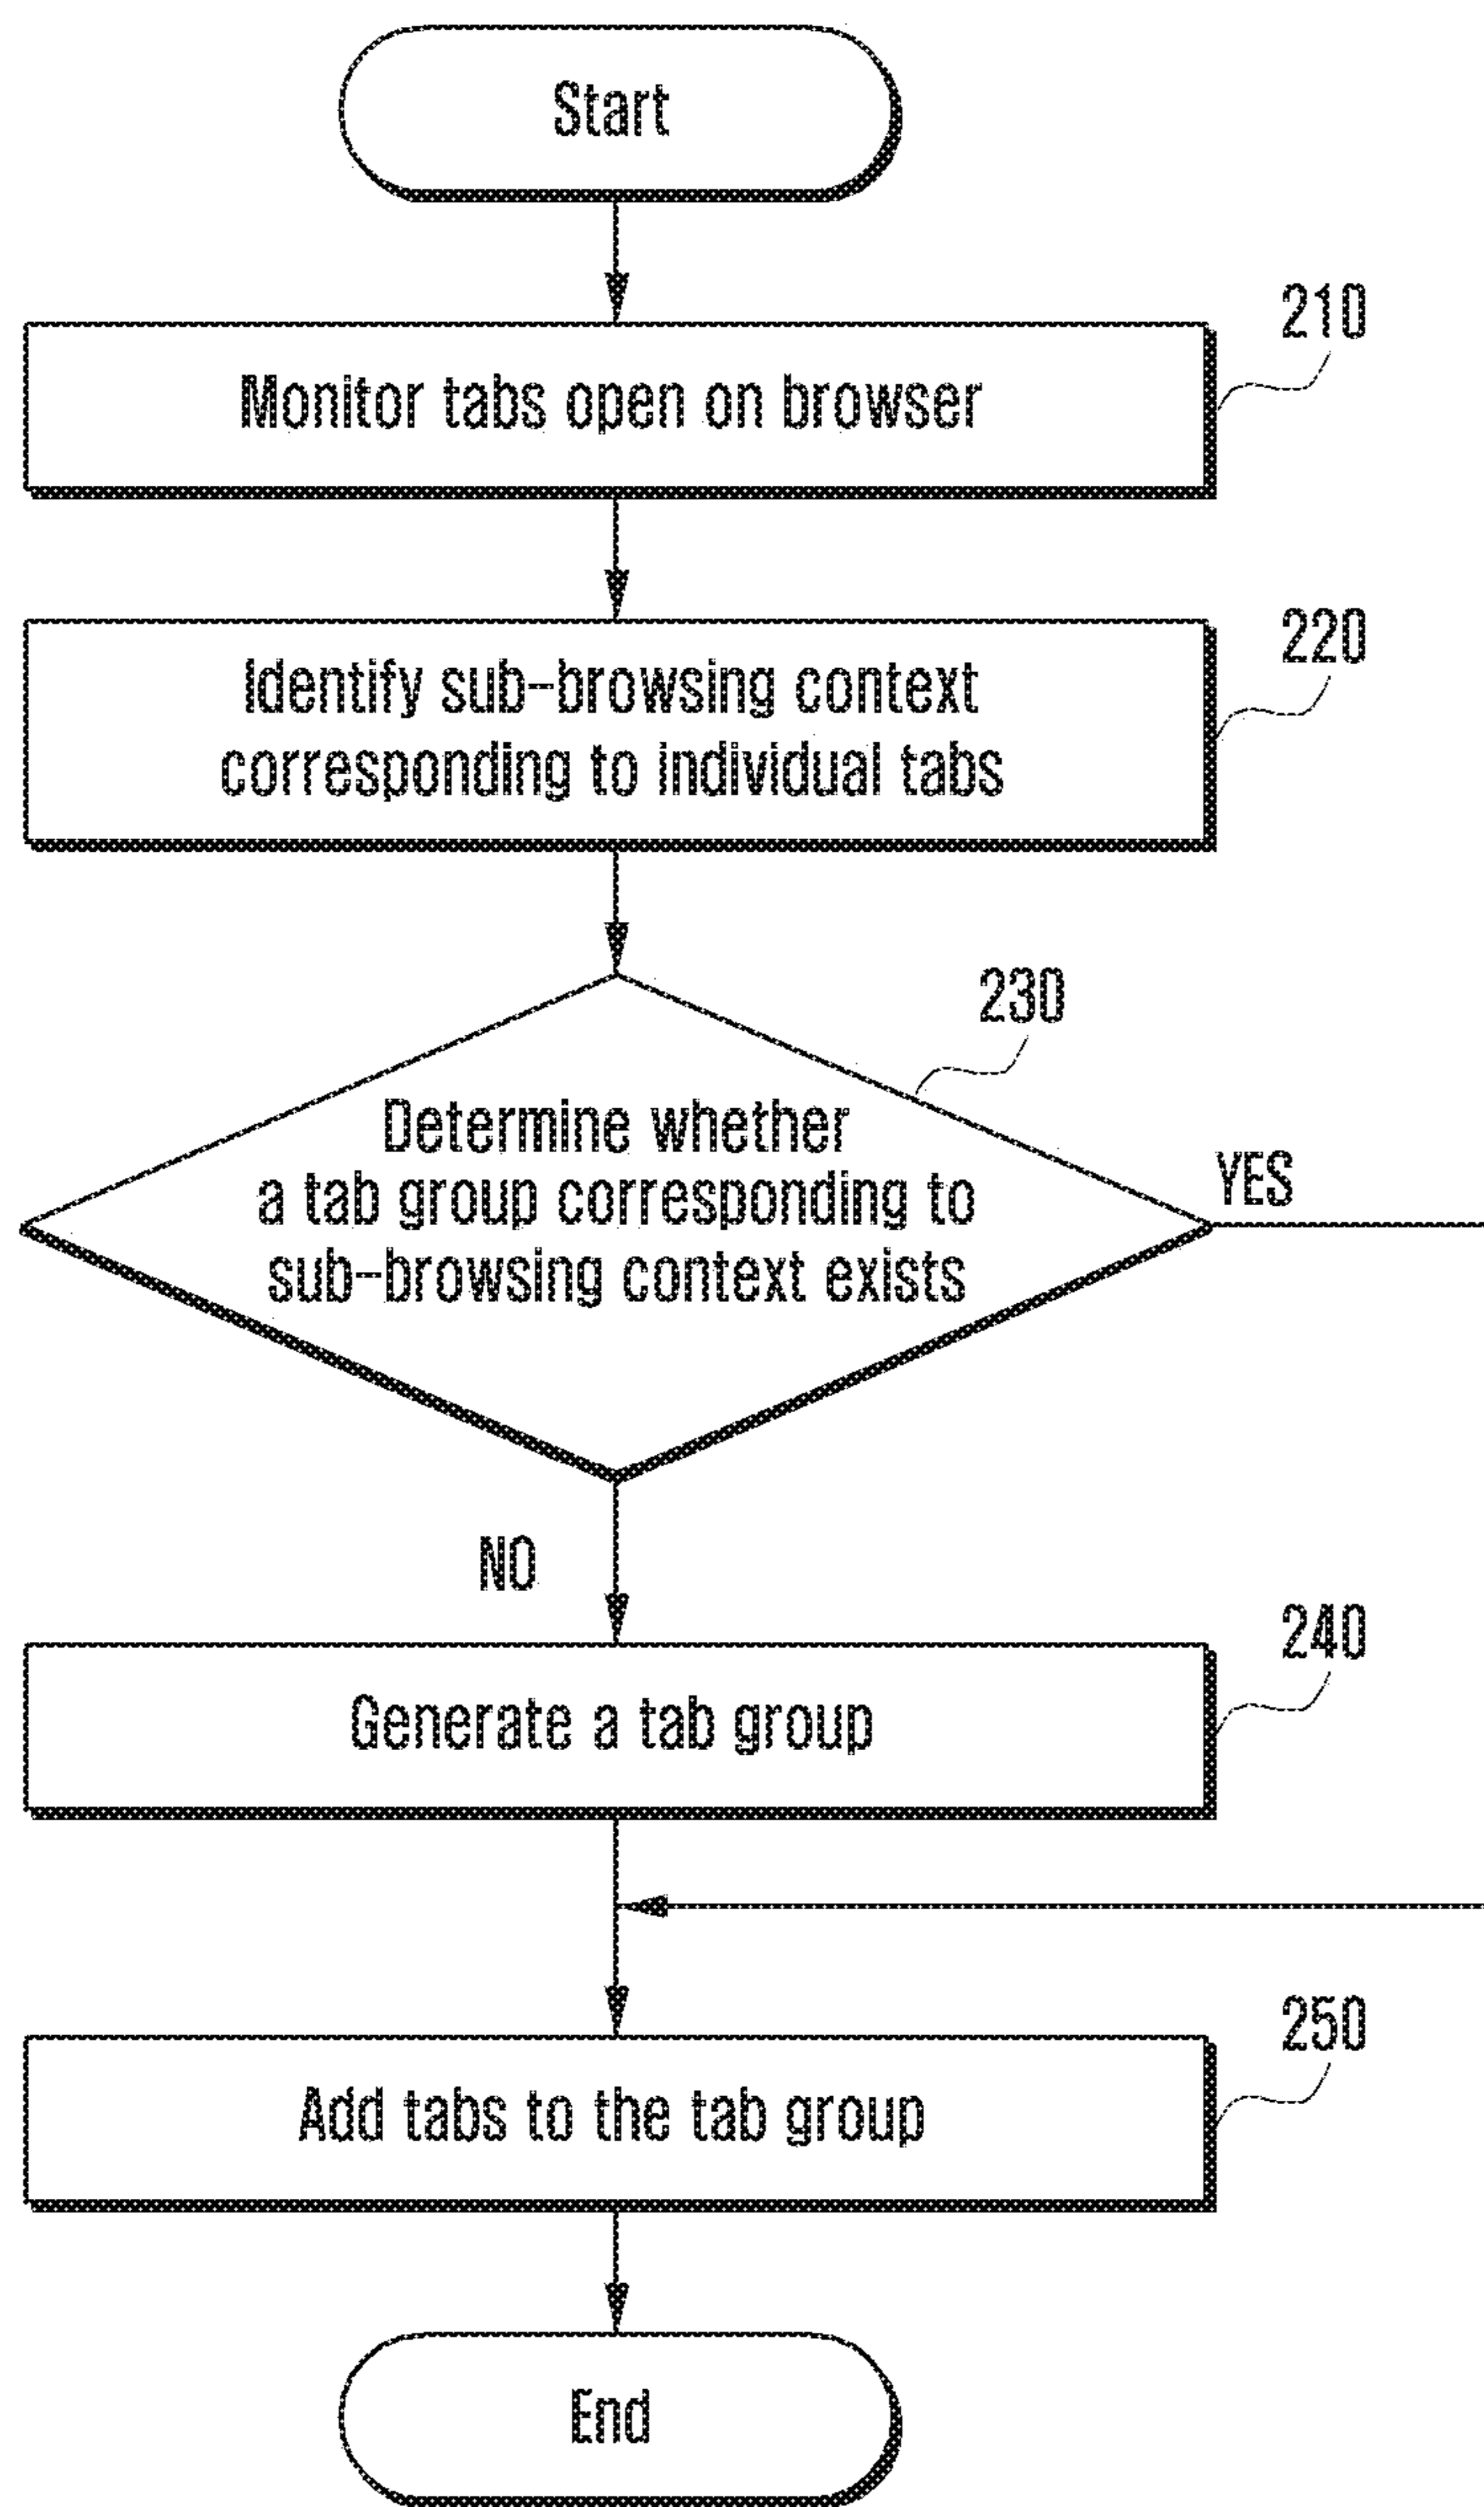 Start
210
Monitor tabs open on browser
220
Identify sub-browsing context
corresponding to individual tabs
230
Determine whether
a tab group corresponding to
sub-browsing context exists
YES
NO
240
Generate a tab group
250
Add tabs to the tab group
End